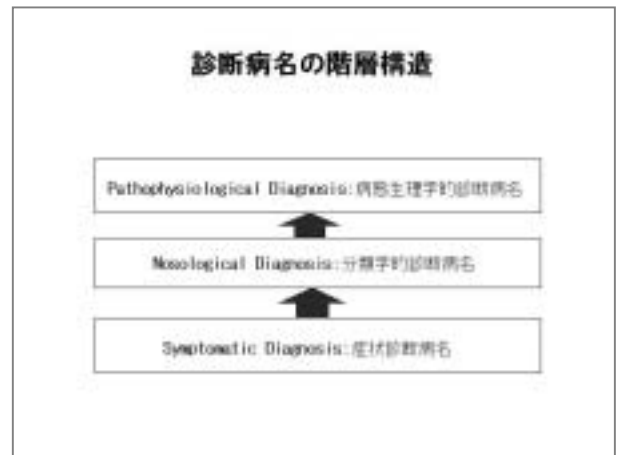 診断病名の階層構造
Pathophysiological Diagnosis:病態生理学的診断病名
Nosological Diagnosis:分類学的診断病名
Symptomatic Diagnosis:症状診断病名